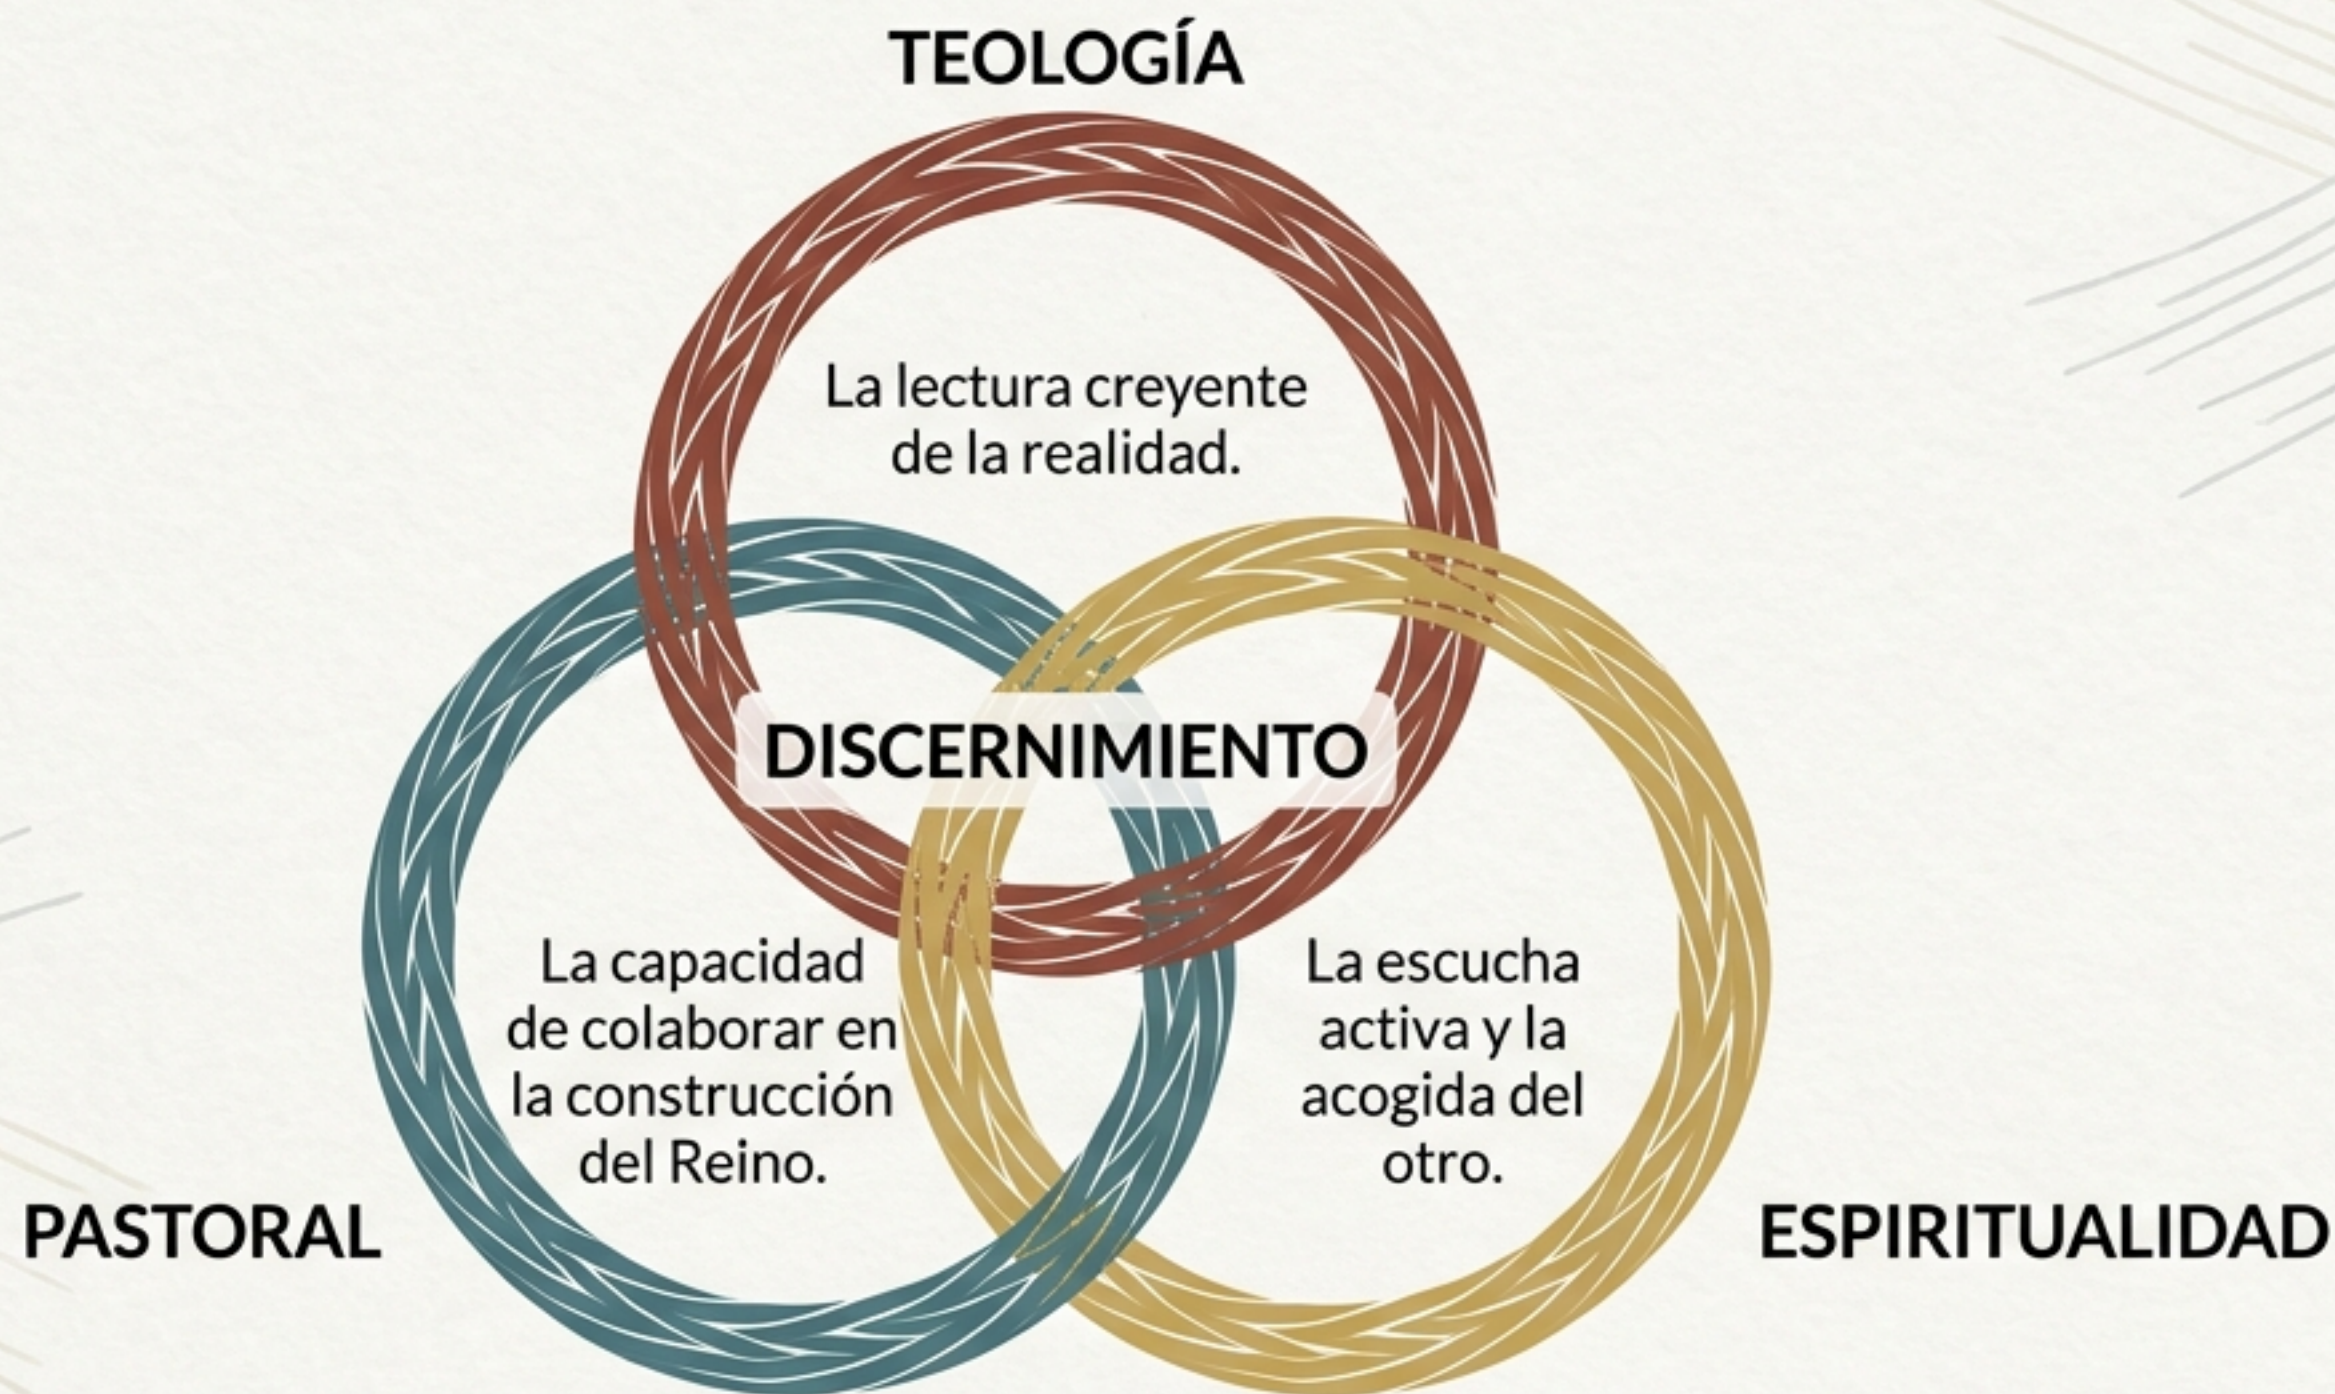 TEOLOGÍA
La lectura creyente
de la realidad.
DISCERNIMIENTO
La capacidad
de colaborar en
la construcción
del Reino.
La escucha
activa y la
acogida del
otro.
PASTORAL
ESPIRITUALIDAD